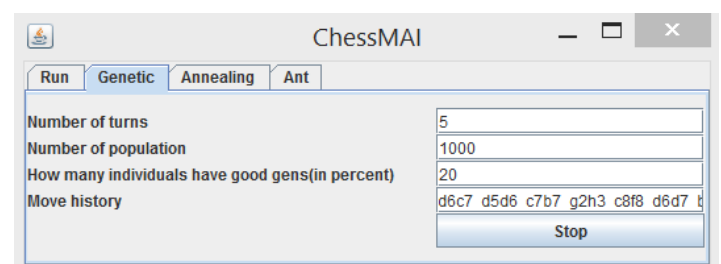 ChessMAI
Run Genetic Annealing Ant
Number of turns 5
Number of population 1000
How many individuals have good gens(in percent) 20
Move history d6c7 d5d6 c7b7 g2h3 c8f8 d6d7
Stop